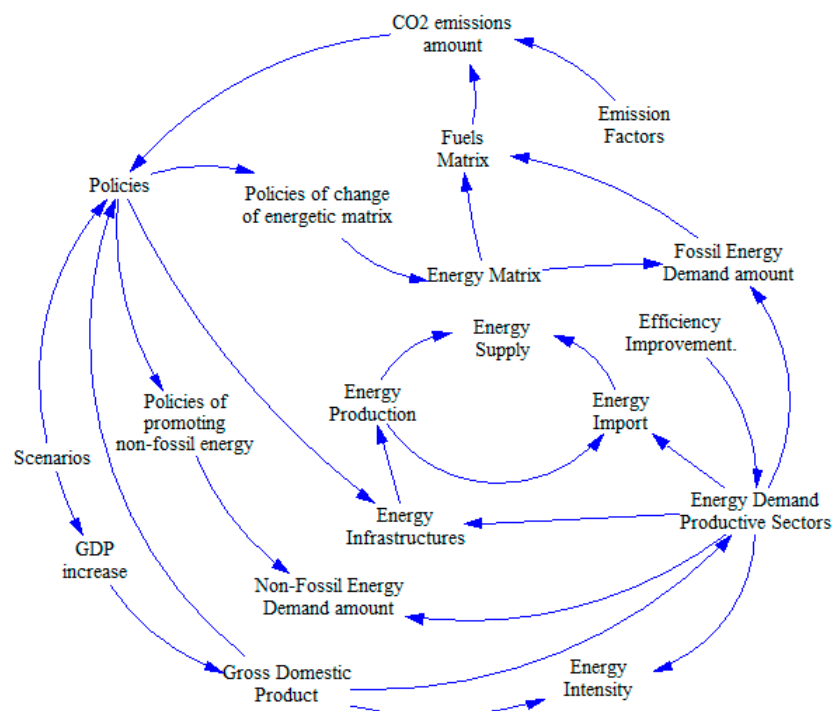 CO2 emissions
amount
Emission
Factors
Fuels
Matrix
Policies
Policies of change
of energetic matrix
Fossil Energy
Demand amount
Energy Matrix
Energy
Supply
Efficiency
Improvement.
Energy
Production
Energy
Import
Policies of
promoting
non-fossil energy
Scenarios
Energy Demand
Productive Sectors
Energy
Infrastructures
GDP
increase
Non-Fossil Energy
Demand amount
Gross Domestic
Product
Energy
Intensity